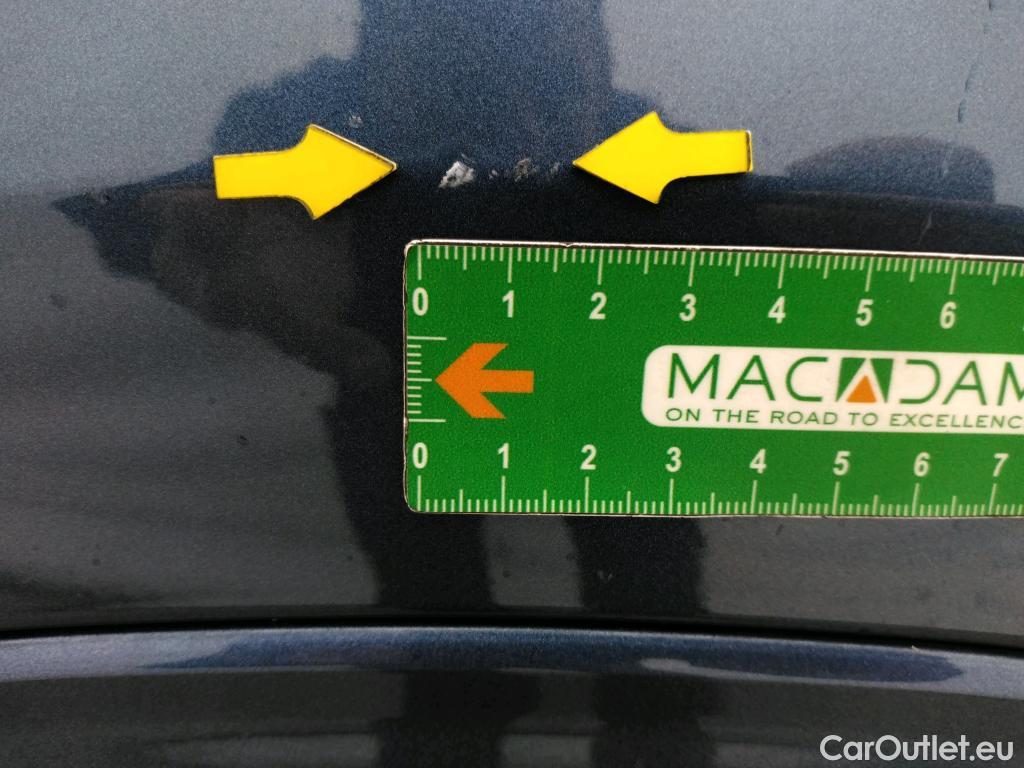 0 1 2 3 4 5 6
MACADAM
ON THE ROAD TO EXCELLENC
0 1 2 3 4 5 6 7
CarOutlet.eu